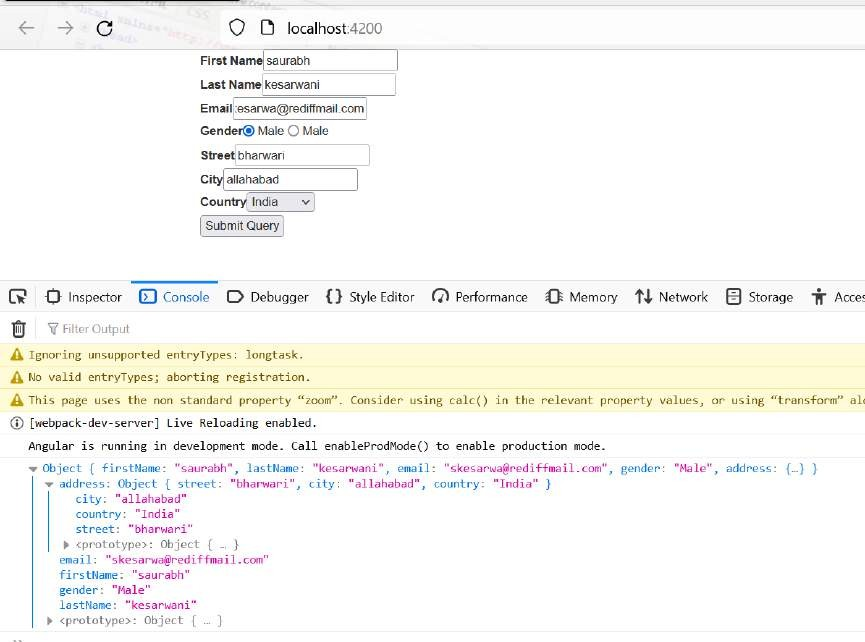 localhost:4200
First Name saurabh
Last Name kesarwani
Email esarwa@rediffmail.com
Gender Male Male
Street bharwari
City allahabad
Country India
Submit Query
Inspector Console Debugger {} Style Editor Performance Memory Network Storage Acces
Filter Output
Ignoring unsupported entryTypes: longtask.
No valid entryTypes; aborting registration.
This page uses the non standard property “zoom”. Consider using calc() in the relevant property values, or using “transform” alo
[webpack-dev-server] Live Reloading enabled.
Angular is running in development mode. Call enableProdMode() to enable production mode.
Object { firstName: "saurabh", lastName: "kesarwani", email: "skesarwa@rediffmail.com", gender: "Male", address: {…} }
address: Object { street: "bharwari", city: "allahabad", country: "India" }
city: "allahabad"
country: "India"
street: "bharwari"
<prototype>: Object { … }
email: "skesarwa@rediffmail.com"
firstName: "saurabh"
gender: "Male"
lastName: "kesarwani"
<prototype>: Object { … }